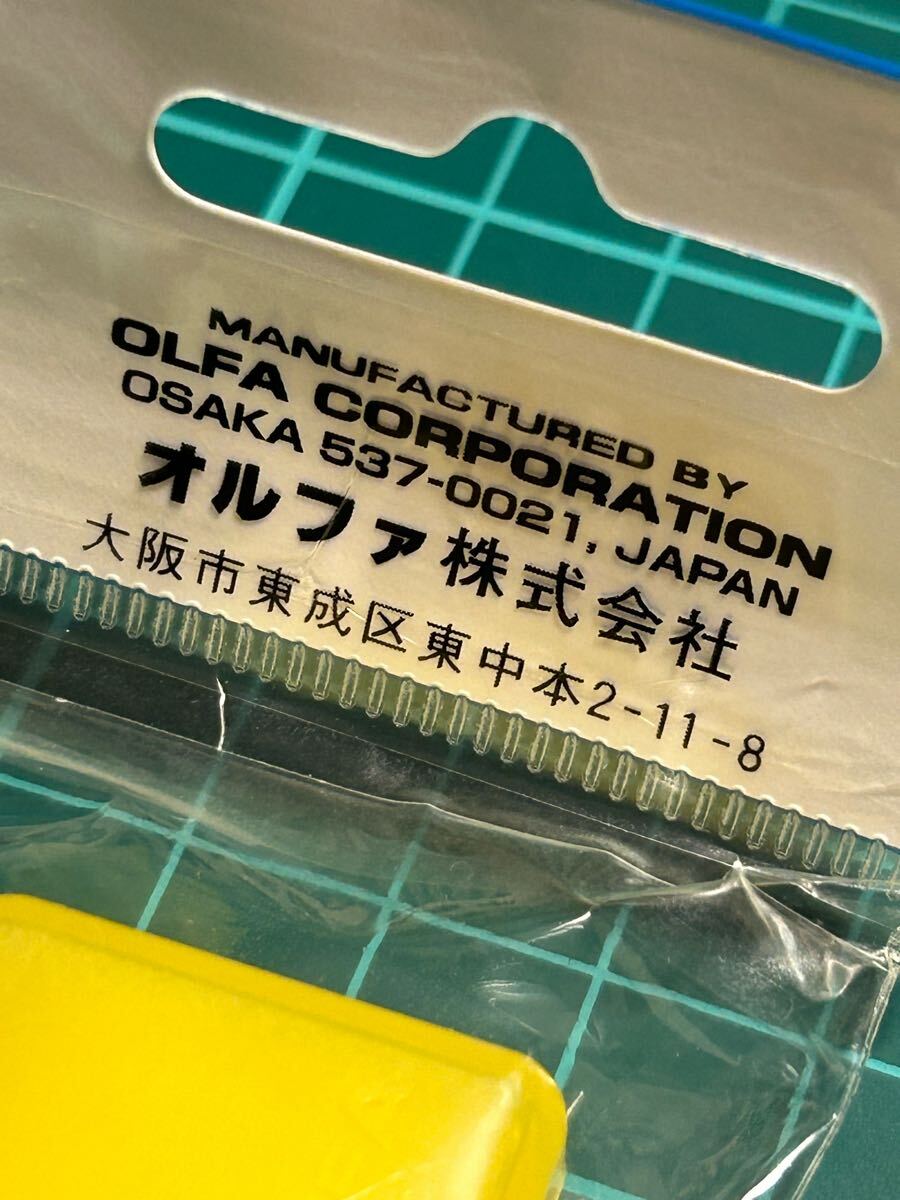 MANUFACTURED BY
OLFA CORPORATION
OSAKA 537-0021, JAPAN
オルファ株式会社
大阪市東成区東中本2-11-8